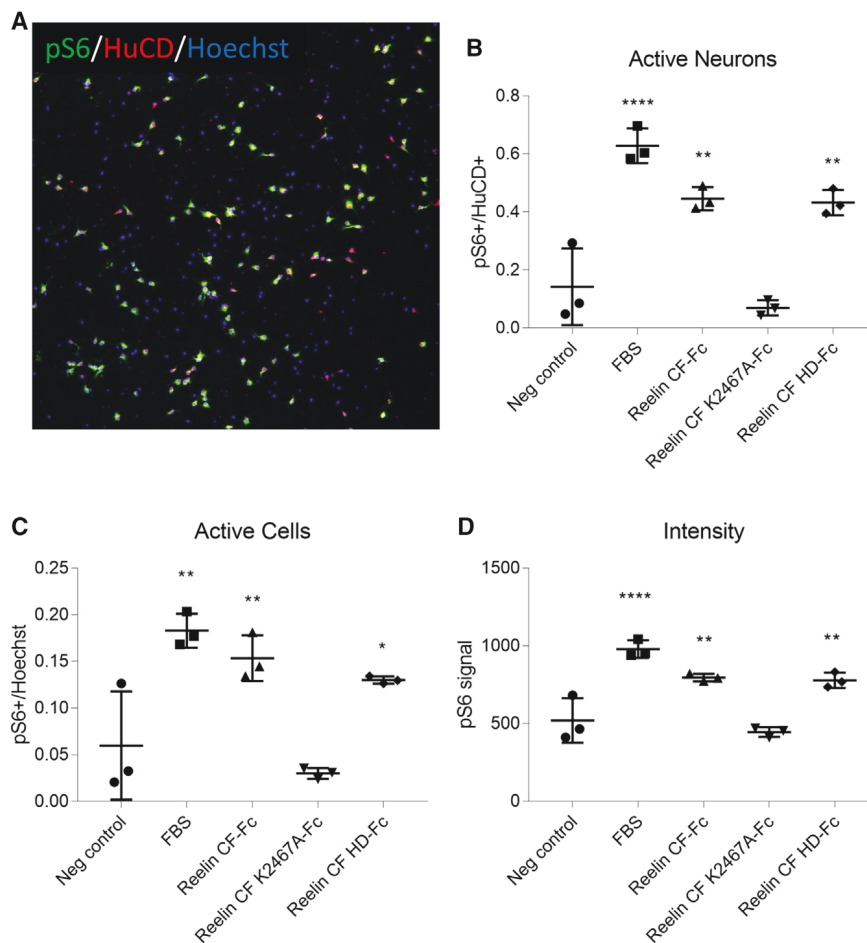 A
pS6/HuCD/Hoechst
B
Active Neurons
****
**
**
0.8
0.6
0.4
0.2
0.0
pS6+/HuCD+
Neg control
FBS
Reelin CF-Fc
Reelin CF K2467A-Fc
Reelin CF HD-Fc
C
Active Cells
**
**
*
0.25
0.20
0.15
0.10
0.05
0.00
pS6+/Hoechst
Neg control
FBS
Reelin CF-Fc
Reelin CF K2467A-Fc
Reelin CF HD-Fc
D
Intensity
****
**
**
1500
1000
500
0
pS6 signal
Neg control
FBS
Reelin CF-Fc
Reelin CF K2467A-Fc
Reelin CF HD-Fc